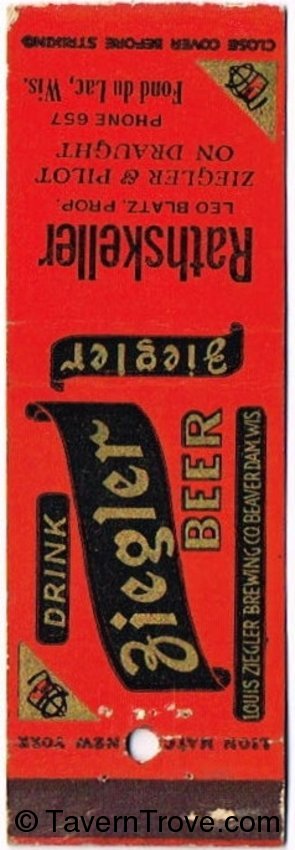 CLOSE COVER BEFORE STRIKING
Rathskeller
LEO BLATZ, PROP.
ZIEGLER & PILOT
ON DRAUGHT
PHONE 657
Fond du Lac, Wis.
Ziegler
DRINK
Ziegler
BEER
LOUIS ZIEGLER BREWING CO. BEAVER DAM, WIS.
LION MATCH NEW YORK
© TavernTrove.com